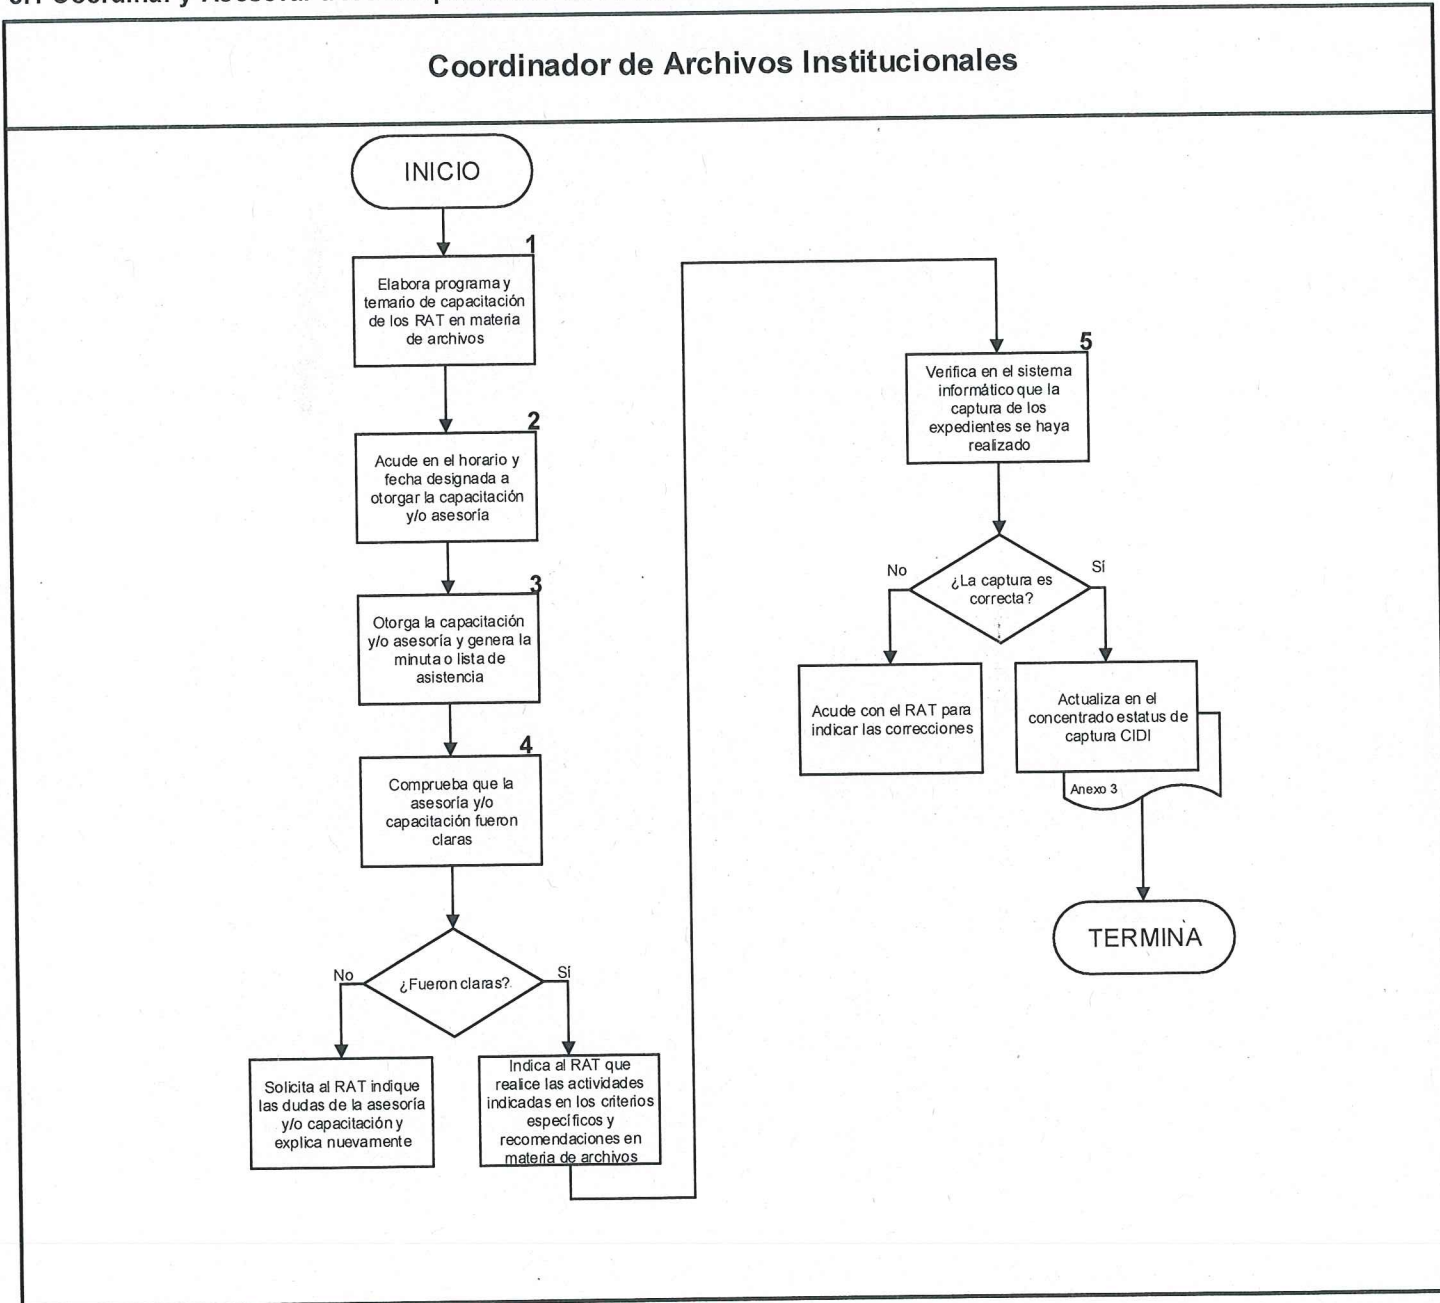 Coordinador de Archivos Institucionales
INICIO
1
Elabora programa y
temario de capacitación
de los RAT en materia
de archivos
2
Acude en el horario y
fecha designada a
otorgar la capacitación
y/o asesoría
3
Otorga la capacitación
y/o asesoría y genera la
minuta o lista de
asistencia
4
Comprueba que la
asesoría y/o
capacitación fueron
claras
¿Fueron claras?
No
Sí
Solicita al RAT indique
las dudas de la asesoría
y/o capacitación y
explica nuevamente
Indica al RAT que
realice las actividades
indicadas en los criterios
específicos y
recomendaciones en
materia de archivos
5
Verifica en el sistema
informático que la
captura de los
expedientes se haya
realizado
¿La captura es
correcta?
No
Sí
Acude con el RAT para
indicar las correcciones
Actualiza en el
concentrado estatus de
captura CIDI
Anexo 3
TERMINA